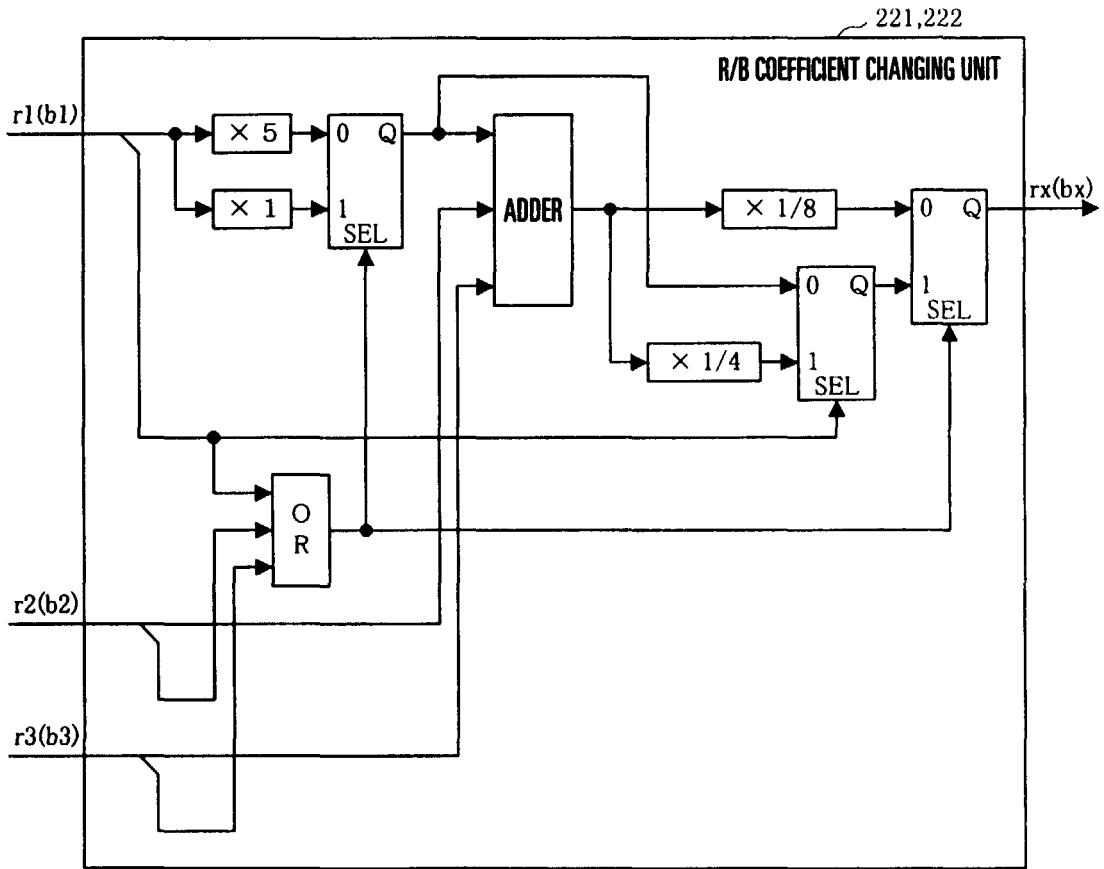 221,222
R/B COEFFICIENT CHANGING UNIT
r1(b1)
× 5
0 Q
× 1
1
SEL
ADDER
× 1/8
0 Q
rx(bx)
1
SEL
0 Q
× 1/4
1
SEL
O
R
r2(b2)
r3(b3)